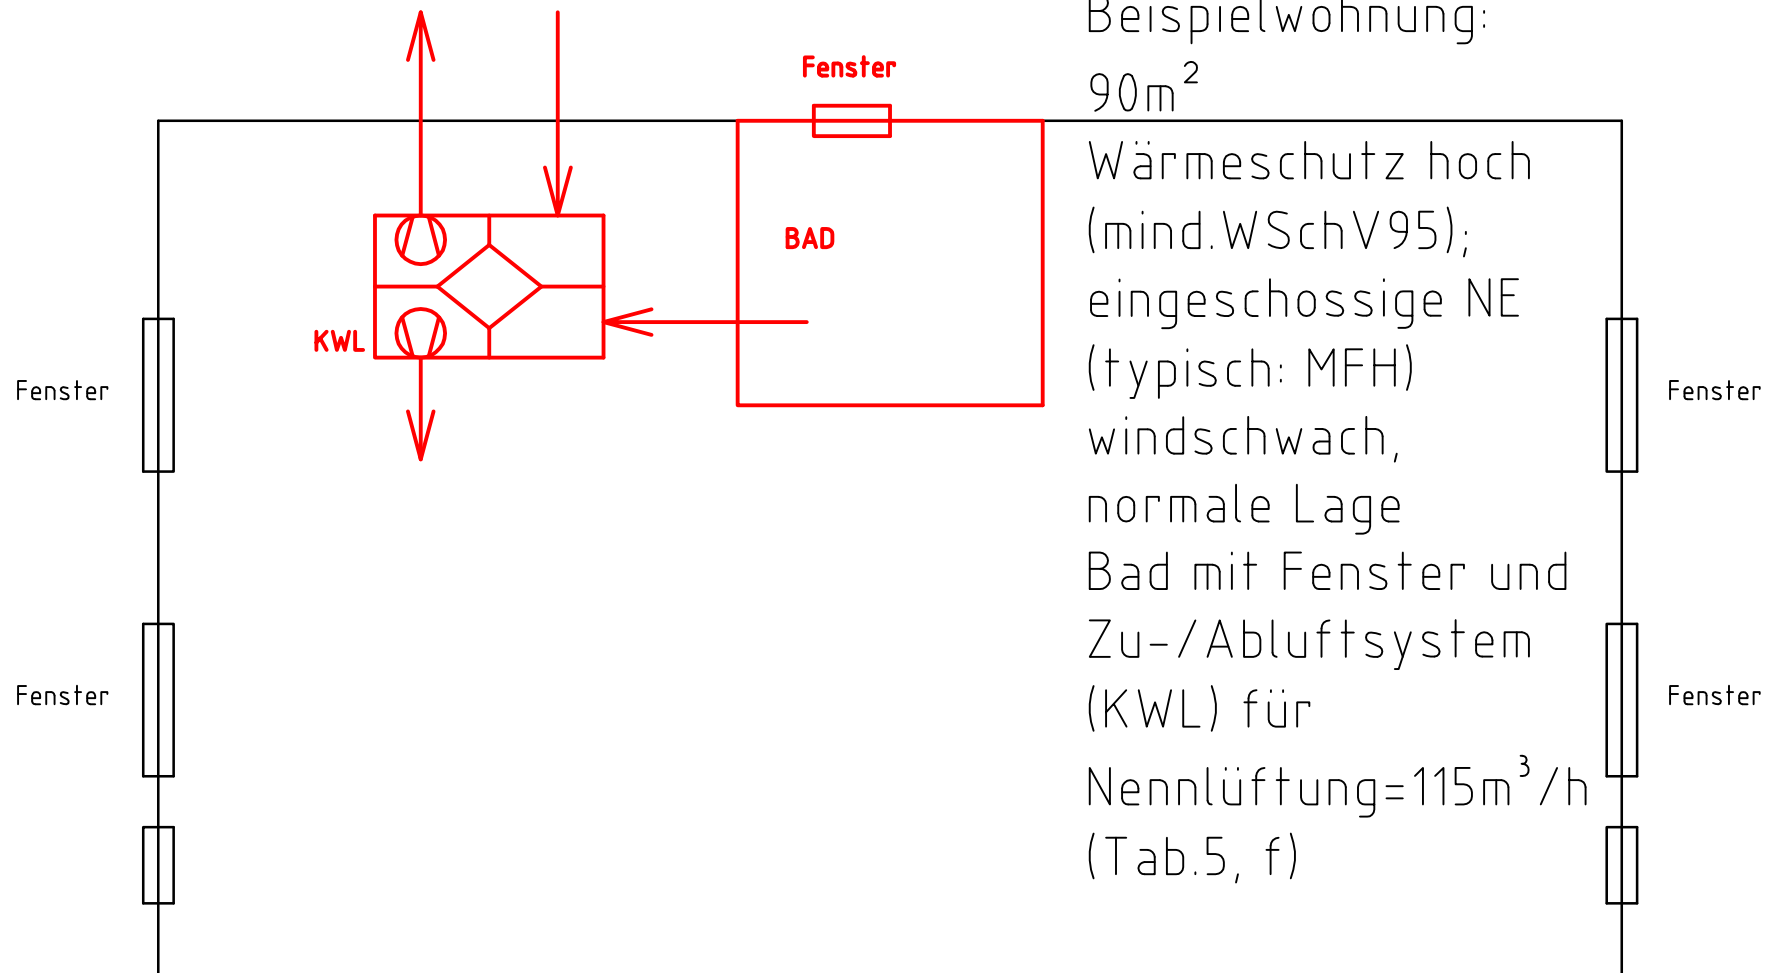 Beispielwohnung:
90m²
Wärmeschutz hoch
(mind.WSchV95);
eingeschossige NE
(typisch: MFH)
windschwach,
normale Lage
Bad mit Fenster und
Zu-/Abluftsystem
(KWL) für
Nennlüftung=115m³/h
(Tab.5, f)
Fenster
BAD
KWL
Fenster
Fenster
Fenster
Fenster